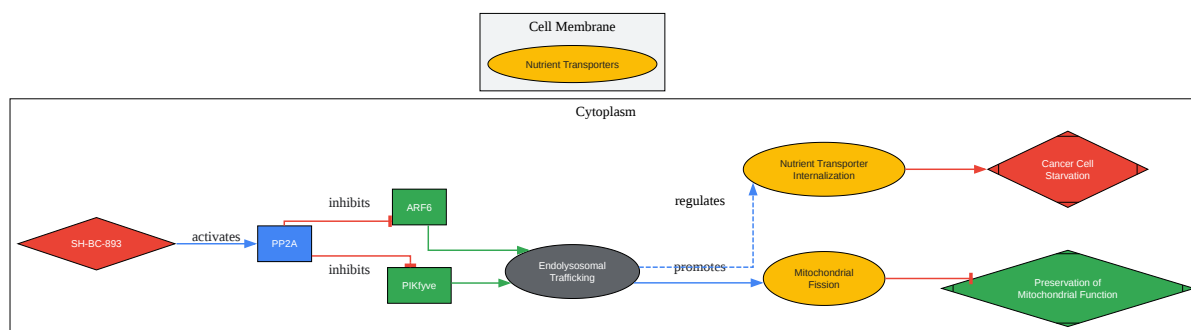 Cell Membrane
Nutrient Transporters
Cytoplasm
Nutrient Transporter
Internalization
Cancer Cell
Starvation
inhibits
ARF6
regulates
SH-BC-893
activates
PP2A
Endolysosomal
Trafficking
promotes
inhibits
PIKfyve
Mitochondrial
Fission
Preservation of
Mitochondrial Function